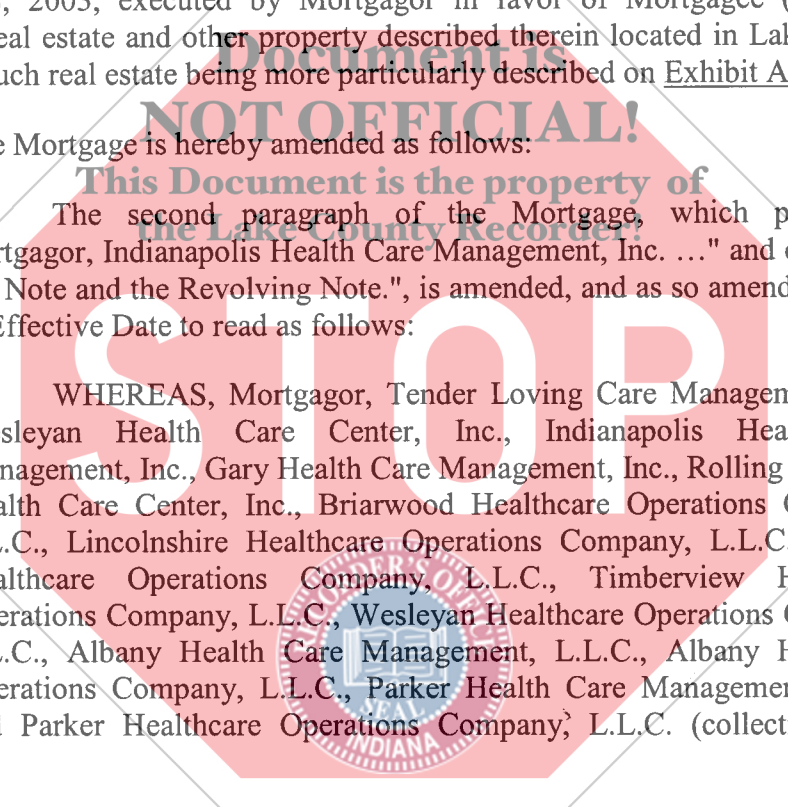 2003, executed by Mortgagor in favor of Mortgagee (
eal estate and other property described therein located in Lak
Document is
uch real estate being more particularly described on Exhibit A
NOT OFFICIAL!
e Mortgage is hereby amended as follows:
This Document is the property of
The second paragraph of the Mortgage, which p
the Lake County Recorder!
rtgagor, Indianapolis Health Care Management, Inc. ..." and
Note and the Revolving Note.", is amended, and as so amend
Effective Date to read as follows:
STOP
WHEREAS, Mortgagor, Tender Loving Care Managem
esleyan Health Care Center, Inc., Indianapolis Hea
nagement, Inc., Gary Health Care Management, Inc., Rolling
alth Care Center, Inc., Briarwood Healthcare Operations C
L.C., Lincolnshire Healthcare Operations Company, L.L.C.
althcare Operations Company, L.L.C., Timberview H
erations Company, L.L.C., Wesleyan Healthcare Operations C
L.C., Albany Health Care Management, L.L.C., Albany H
erations Company, L.L.C., Parker Health Care Managemen
d Parker Healthcare Operations Company, L.L.C. (collect
RECORDER'S OFFICE
SEAL
INDIANA